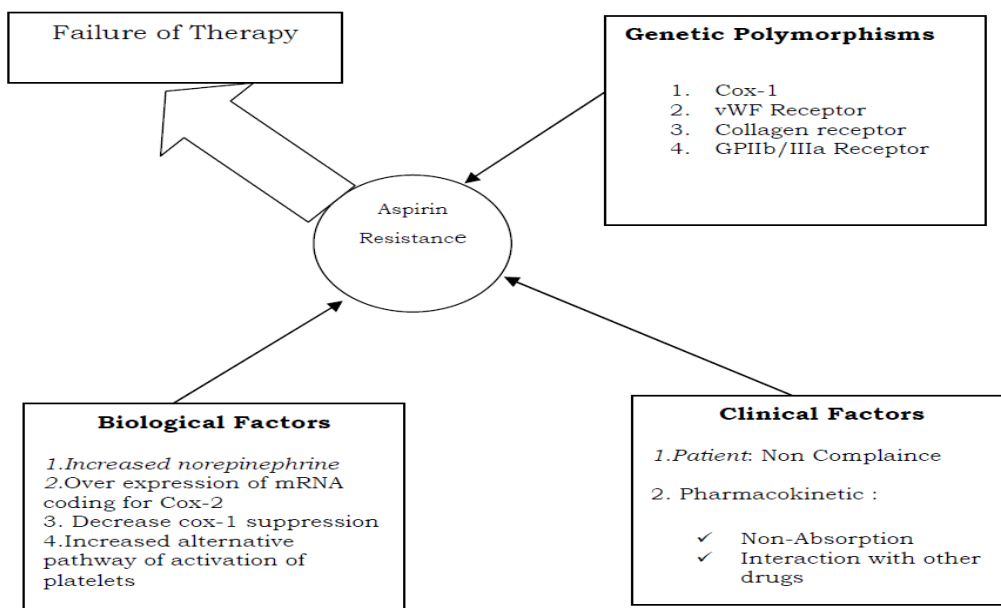 Failure of Therapy
Genetic Polymorphisms
1. Cox-1
2. vWF Receptor
3. Collagen receptor
4. GPIIb/IIIa Receptor
Aspirin
Resistance
Biological Factors
1.Increased norepinephrine
2.Over expression of mRNA
coding for Cox-2
3. Decrease cox-1 suppression
4.Increased alternative
pathway of activation of
platelets
Clinical Factors
1.Patient: Non Complaince
2. Pharmacokinetic :
✓ Non-Absorption
✓ Interaction with other
drugs